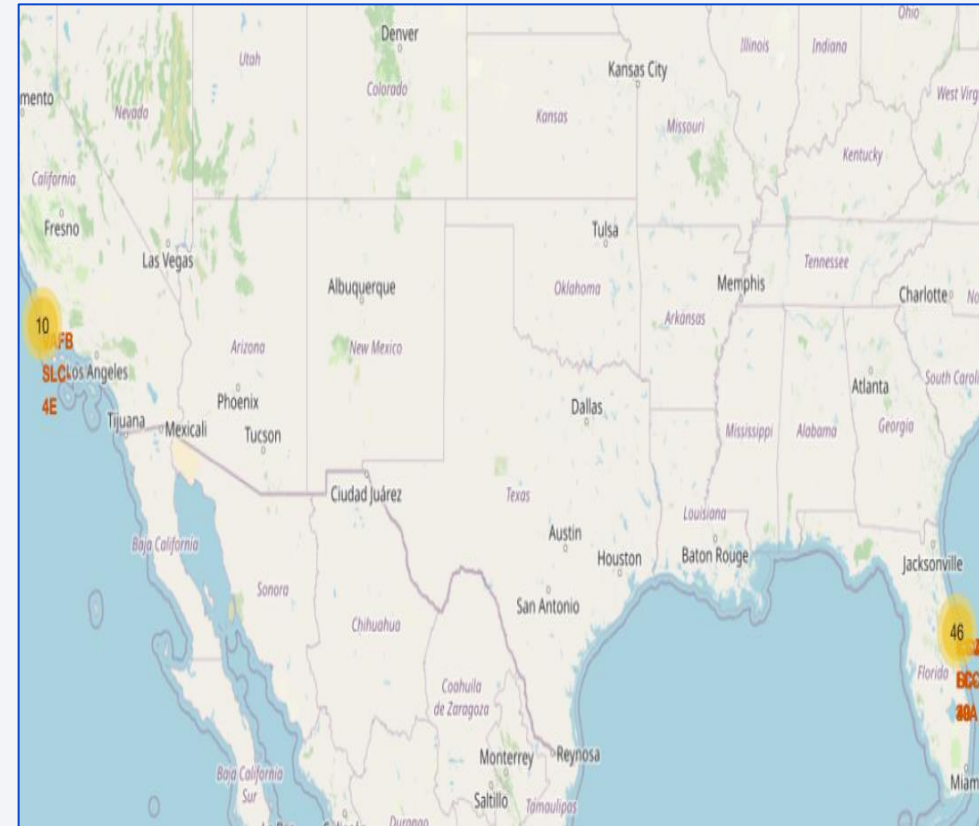 Ohio
Denver
Utah
Illinois
Indiana
Colorado
Kansas City
West Virg
mento
Nevada
Kansas
Missouri
Kentucky
California
Fresno
Las Vegas
Tulsa
Tennessee
Albuquerque
Oklahoma
Memphis
Charlotte
No
10
Arkansas
Arizona
New Mexico
SLC
Los Angeles
South Caroli
Atlanta
Phoenix
4E
Dallas
Tijuana
Mexicali
Tucson
Mississippi
Alabama
Georgia
Ciudad Juárez
Texas
Louisiana
Austin
Baja California
Houston
Baton Rouge
Jacksonville
Sonora
San Antonio
Chihuahua
46
Florida
Coahuila
de Zaragoza
Monterrey
Reynosa
Baja California
Sur
Miam
Saltillo
Tamaulipas
Durango